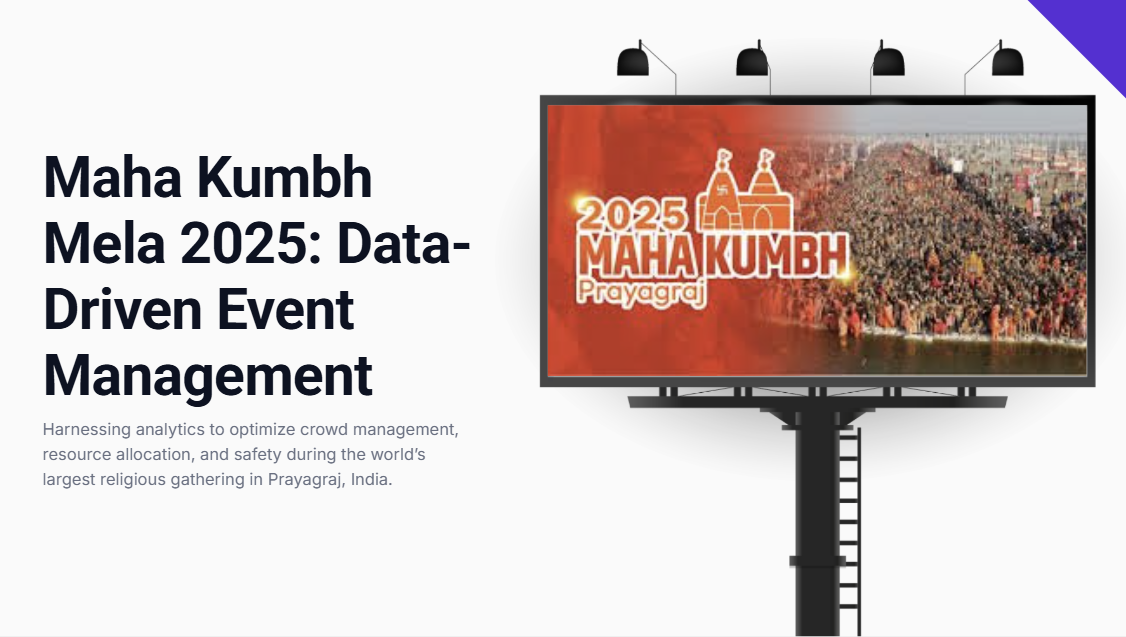 Maha Kumbh
Mela 2025: Data-
Driven Event
Management
Harnessing analytics to optimize crowd management,
resource allocation, and safety during the world’s
largest religious gathering in Prayagraj, India.
2025
MAHA KUMBH
Prayagraj